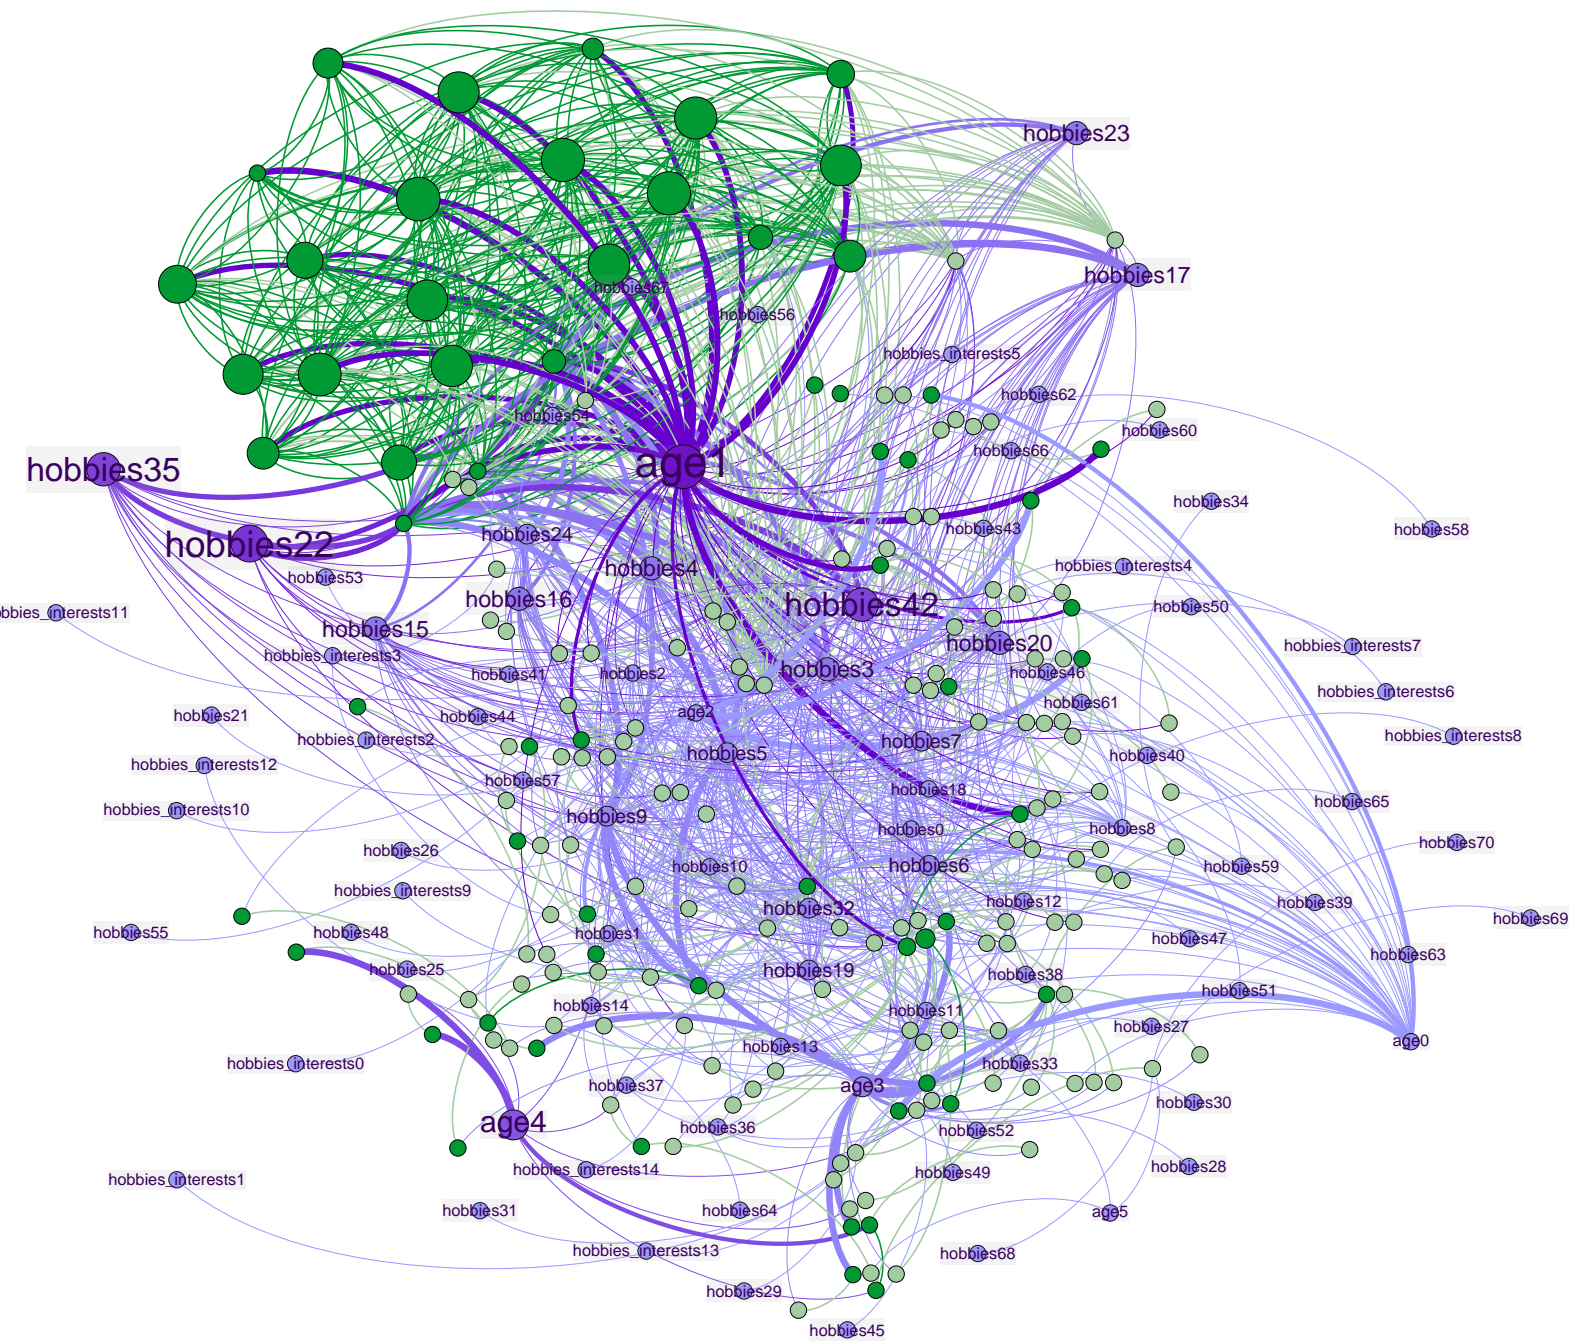 hobbies23
hobbies17
hobbies67
hobbies56
hobbies_interests5
hobbies62
hobbies54
hobbies60
hobbies66
hobbies35
age1
hobbies34
hobbies58
hobbies43
hobbies24
hobbies22
hobbies4
hobbies_interests4
hobbies53
hobbies16
hobbies42
hobbies50
obbies_interests11
hobbies15
hobbies20
hobbies_interests7
hobbies_interests3
hobbies41
hobbies2
hobbies3
hobbies46
hobbies_interests6
hobbies61
hobbies21
hobbies44
age2
hobbies_interests2
hobbies7
hobbies_interests8
hobbies5
hobbies40
hobbies_interests12
hobbies57
hobbies18
hobbies65
hobbies_interests10
hobbies9
hobbies0
hobbies8
hobbies70
hobbies26
hobbies10
hobbies6
hobbies59
hobbies_interests9
hobbies12
hobbies39
hobbies32
hobbies69
hobbies55
hobbies48
hobbies1
hobbies47
hobbies63
hobbies25
hobbies19
hobbies38
hobbies51
hobbies14
hobbies11
hobbies27
age0
hobbies13
hobbies_interests0
hobbies33
hobbies37
age3
hobbies30
age4
hobbies36
hobbies52
hobbies_interests14
hobbies49
hobbies28
hobbies_interests1
hobbies31
hobbies64
age5
hobbies_interests13
hobbies68
hobbies29
hobbies45